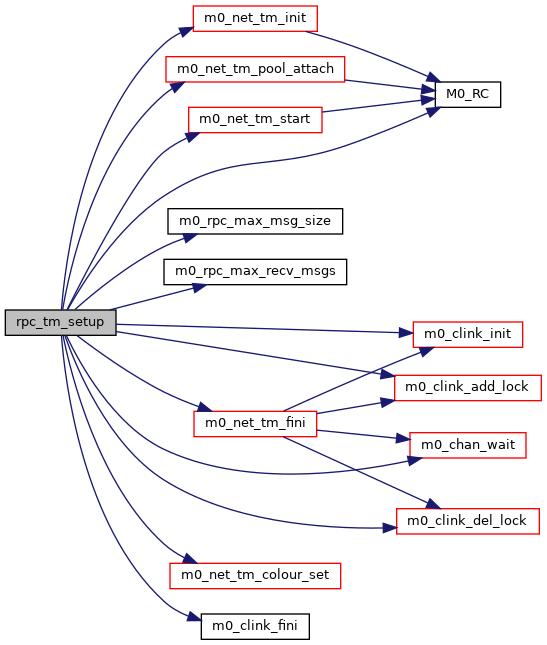 m0_net_tm_init
m0_net_tm_pool_attach
M0_RC
m0_net_tm_start
m0_rpc_max_msg_size
m0_rpc_max_recv_msgs
rpc_tm_setup
m0_clink_init
m0_clink_add_lock
m0_net_tm_fini
m0_chan_wait
m0_clink_del_lock
m0_net_tm_colour_set
m0_clink_fini